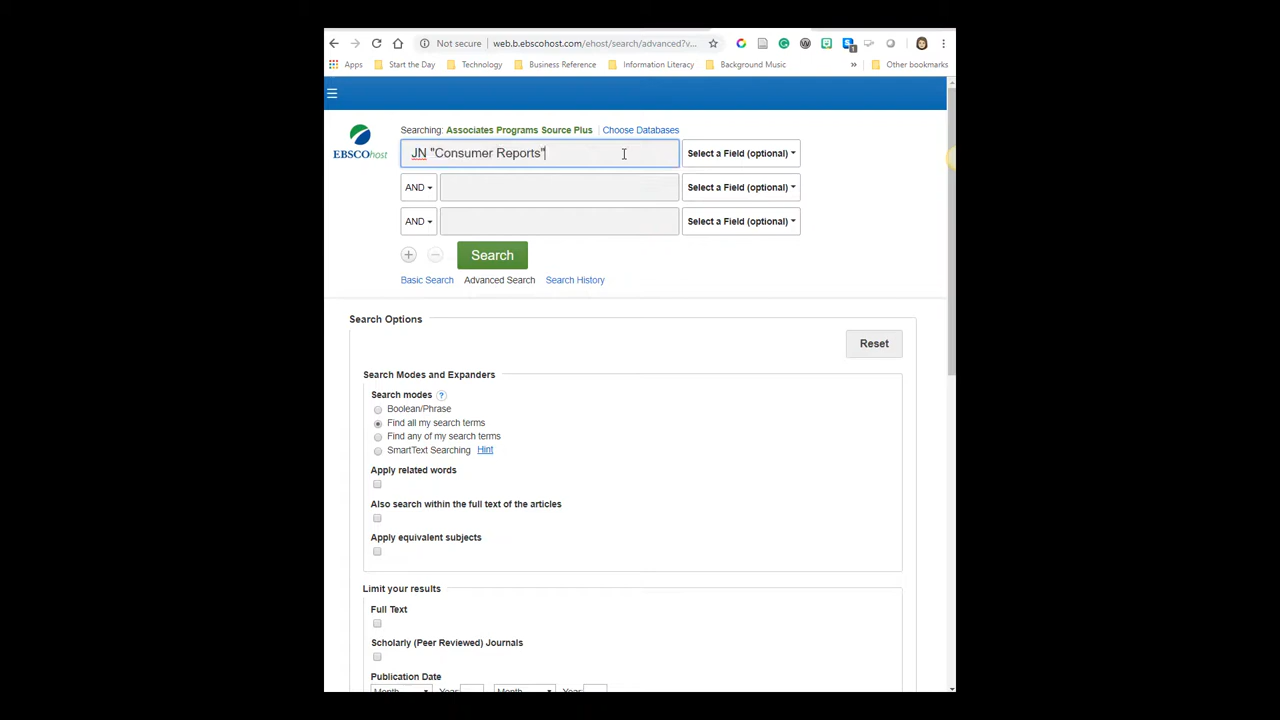 Not secure web.b.ebscohost.com/ehost/search/advanced?v...
Apps Start the Day Technology Business Reference Information Literacy Background Music » Other bookmarks
EBSCOhost
Searching: Associates Programs Source Plus Choose Databases
JN "Consumer Reports" Select a Field (optional)
AND Select a Field (optional)
AND Select a Field (optional)
Search
Basic Search Advanced Search Search History
Search Options
Reset
Search Modes and Expanders
Search modes ?
Boolean/Phrase
Find all my search terms
Find any of my search terms
SmartText Searching Hint
Apply related words
Also search within the full text of the articles
Apply equivalent subjects
Limit your results
Full Text
Scholarly (Peer Reviewed) Journals
Publication Date
Month Year Month Year